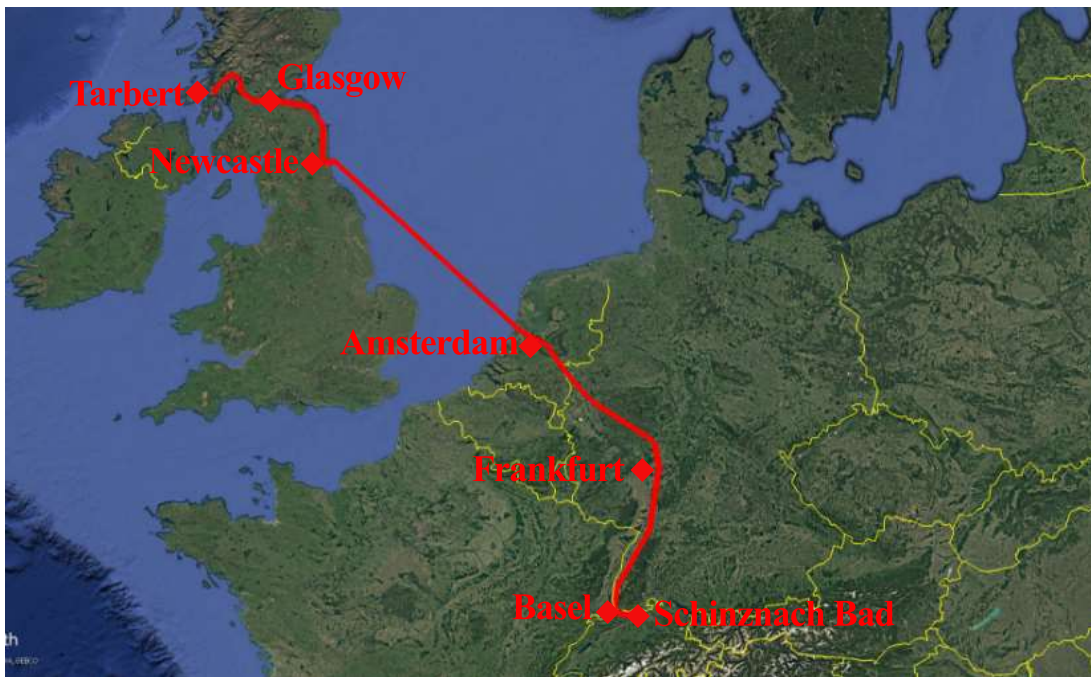 Glasgow
Tarbert
Newcastle
Amsterdam
Frankfurt
Basel
Schinznach Bad